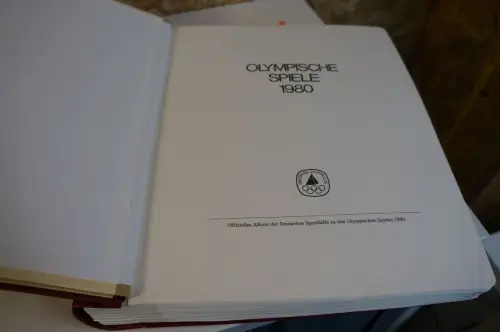 OLYMPISCHE
SPIELE
1980
Offizielles Album der Deutschen Sporthilfe zu den Olympischen Spielen 1980